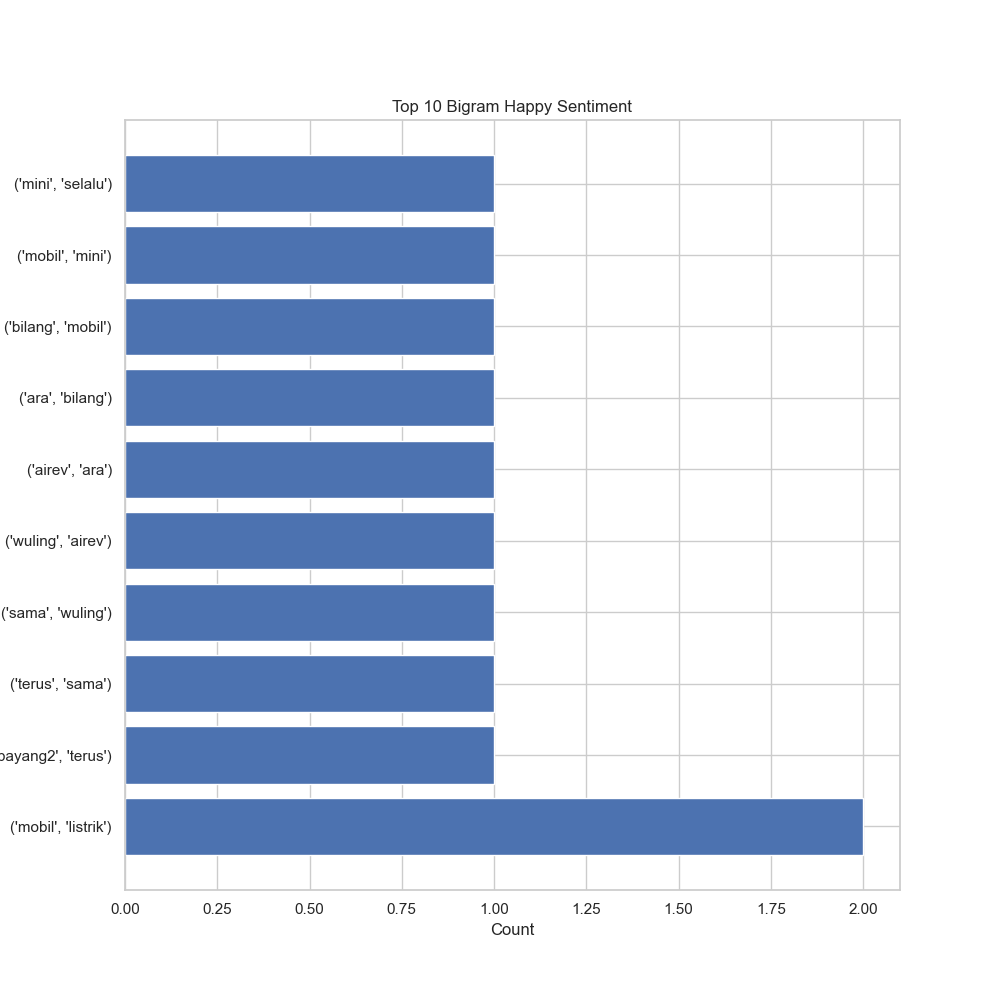 Top 10 Bigram Happy Sentiment
('mini', 'selalu')
('mobil', 'mini')
('bilang', 'mobil')
('ara', 'bilang')
('airev', 'ara')
('wuling', 'airev')
('sama', 'wuling')
('terus', 'sama')
'terus')
('mobil', 'listrik')
0.00 0.25 0.50 0.75 1.00 1.25 1.50 1.75 2.00
Count